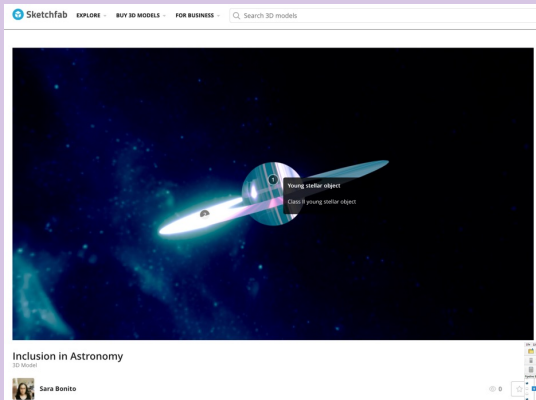 Sketchfab EXPLORE BUY 3D MODELS FOR BUSINESS Search 3D models
1
Young stellar object
Class II young stellar object
Inclusion in Astronomy
3D Model
Sara Bonito
0